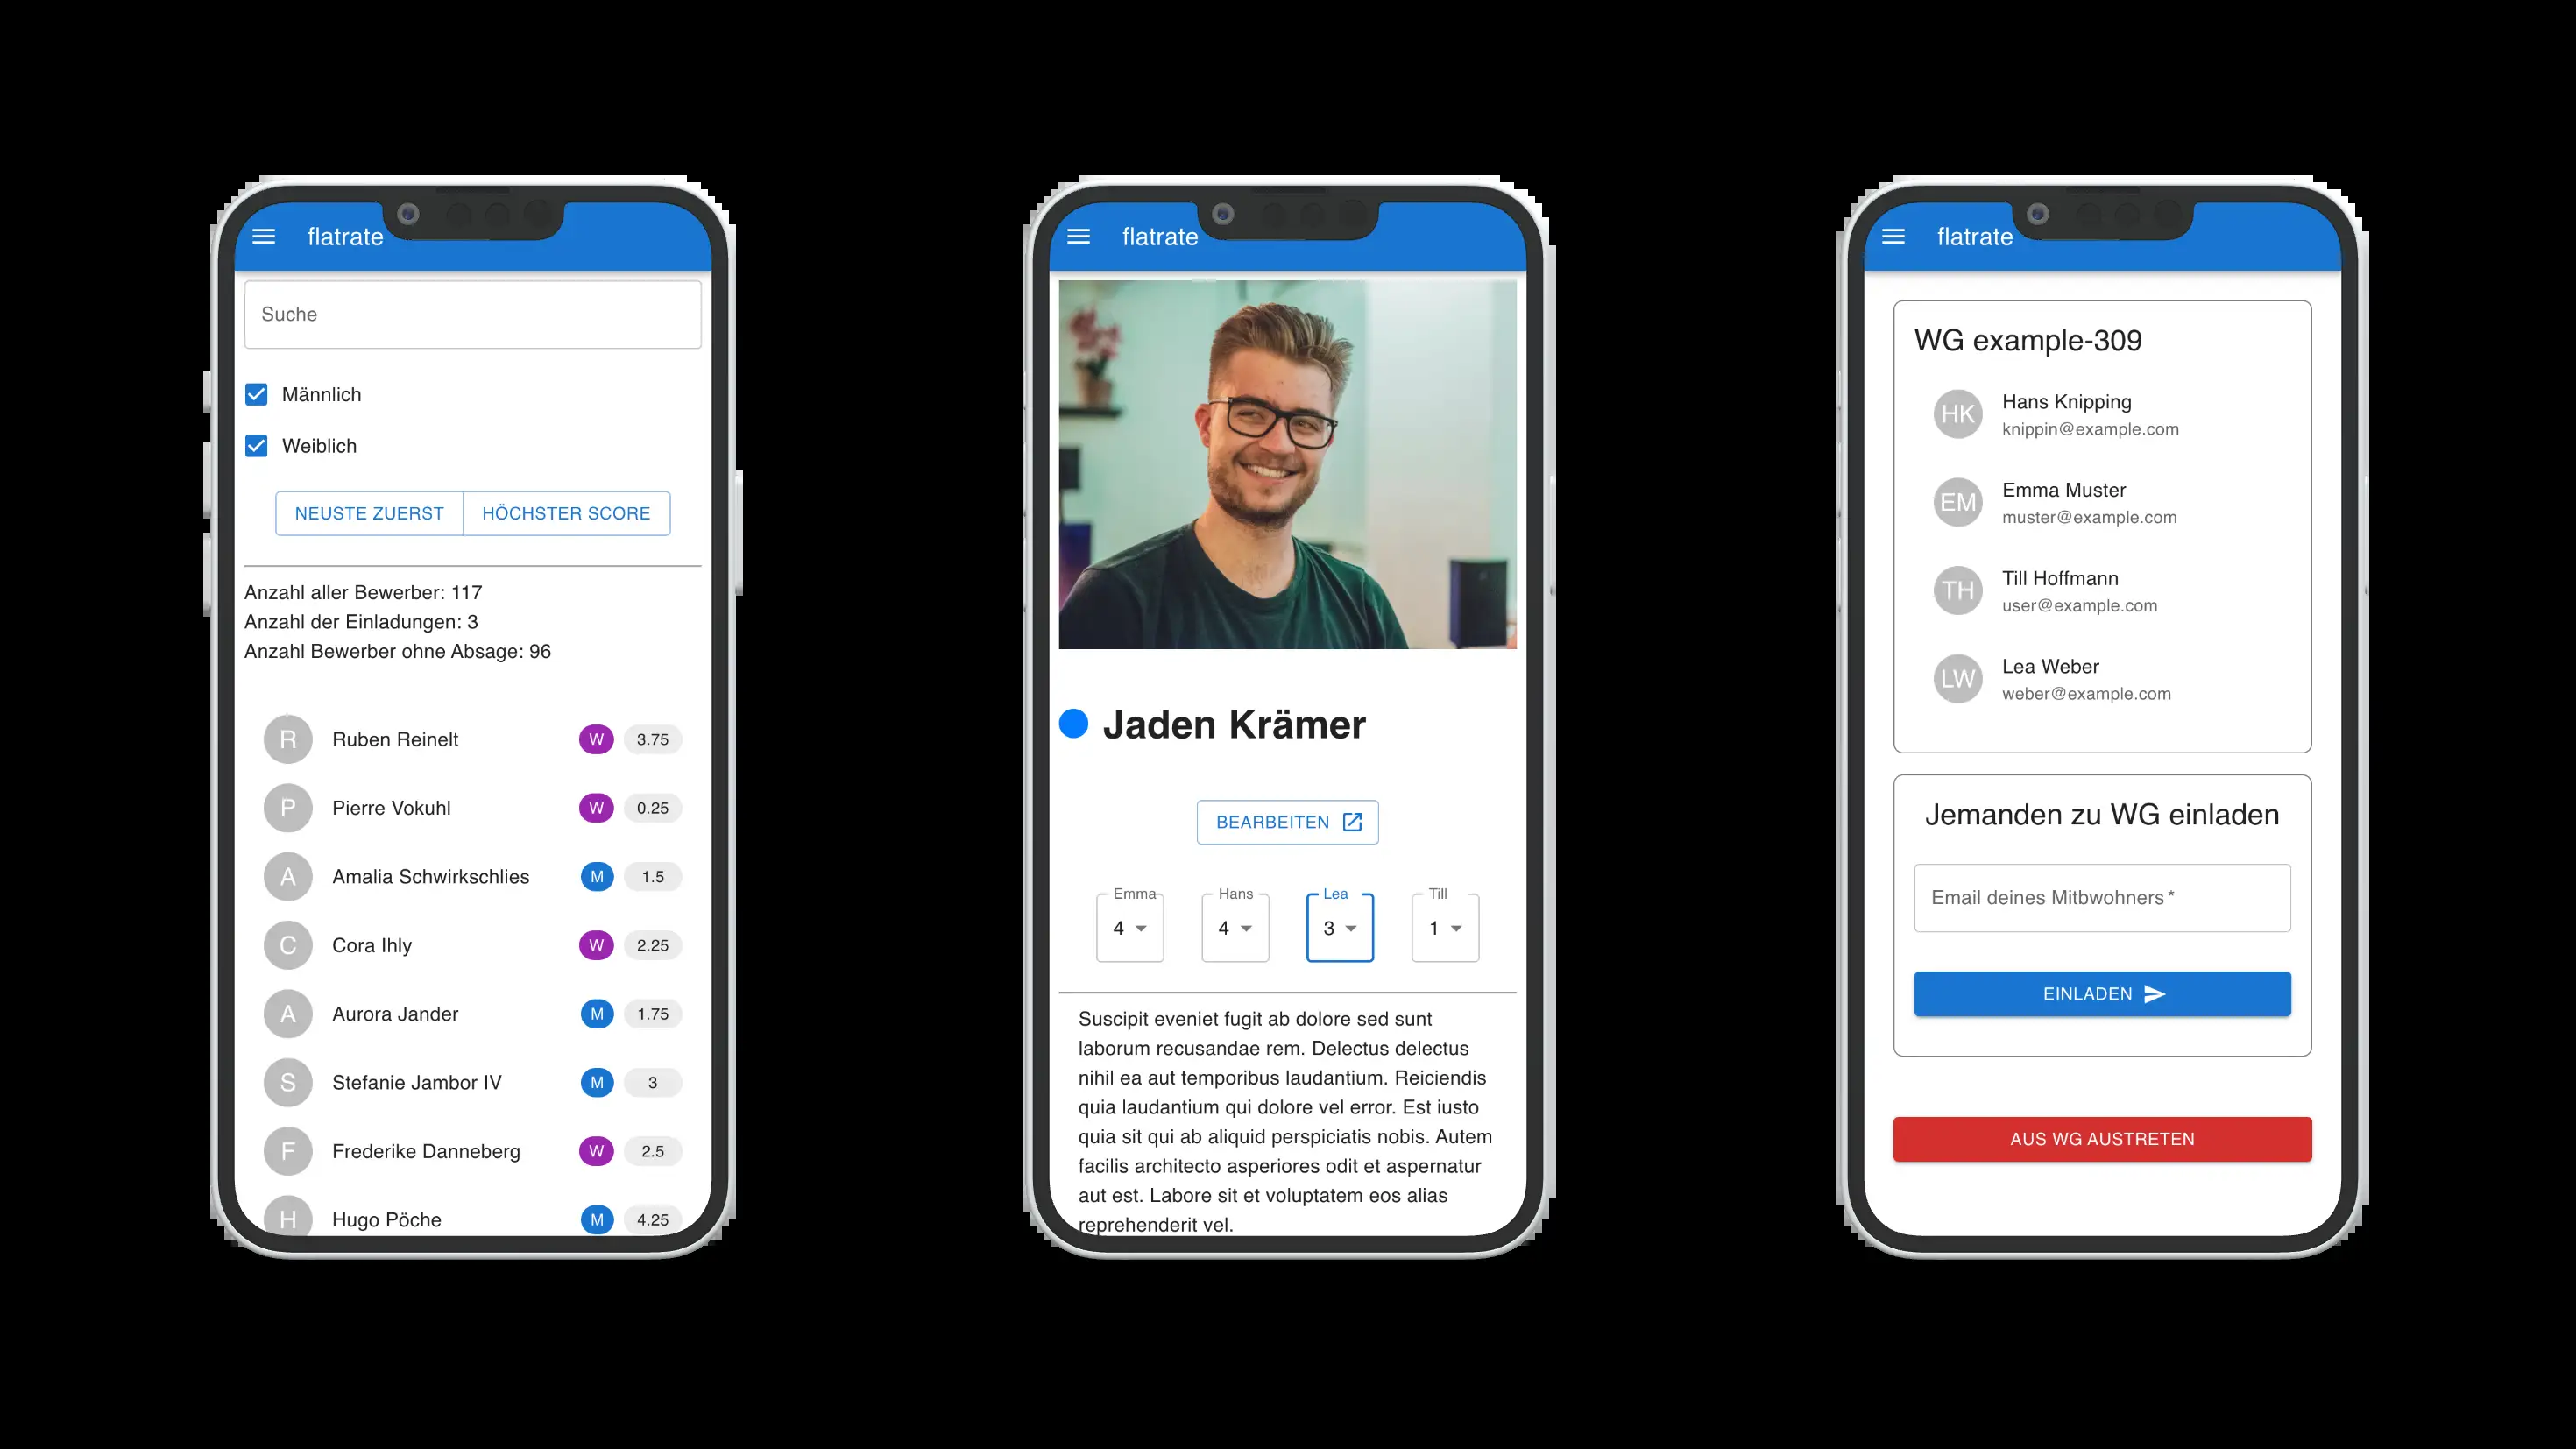 flatrate
Suche
Männlich
Weiblich
NEUSTE ZUERST HÖCHSTER SCORE
Anzahl aller Bewerber: 117
Anzahl der Einladungen: 3
Anzahl Bewerber ohne Absage: 96
R Ruben Reinelt W 3.75
P Pierre Vokuhl W 0.25
A Amalia Schwirkschlies M 1.5
C Cora Ihly W 2.25
A Aurora Jander M 1.75
S Stefanie Jambor IV M 3
F Frederike Danneberg W 2.5
H Hugo Pöche M 4.25
flatrate
Jaden Krämer
BEARBEITEN
Emma Hans Lea Till
4 4 3 1
Suscipit eveniet fugit ab dolore sed sunt
laborum recusandae rem. Delectus delectus
nihil ea aut temporibus laudantium. Reiciendis
quia laudantium qui dolore vel error. Est iusto
quia sit qui ab aliquid perspiciatis nobis. Autem
facilis architecto asperiores odit et aspernatur
aut est. Labore sit et voluptatem eos alias
reprehenderit vel.
flatrate
WG example-309
HK Hans Knipping
knippin@example.com
EM Emma Muster
muster@example.com
TH Till Hoffmann
user@example.com
LW Lea Weber
weber@example.com
Jemanden zu WG einladen
Email deines Mitbwohners *
EINLADEN
AUS WG AUSTRETEN